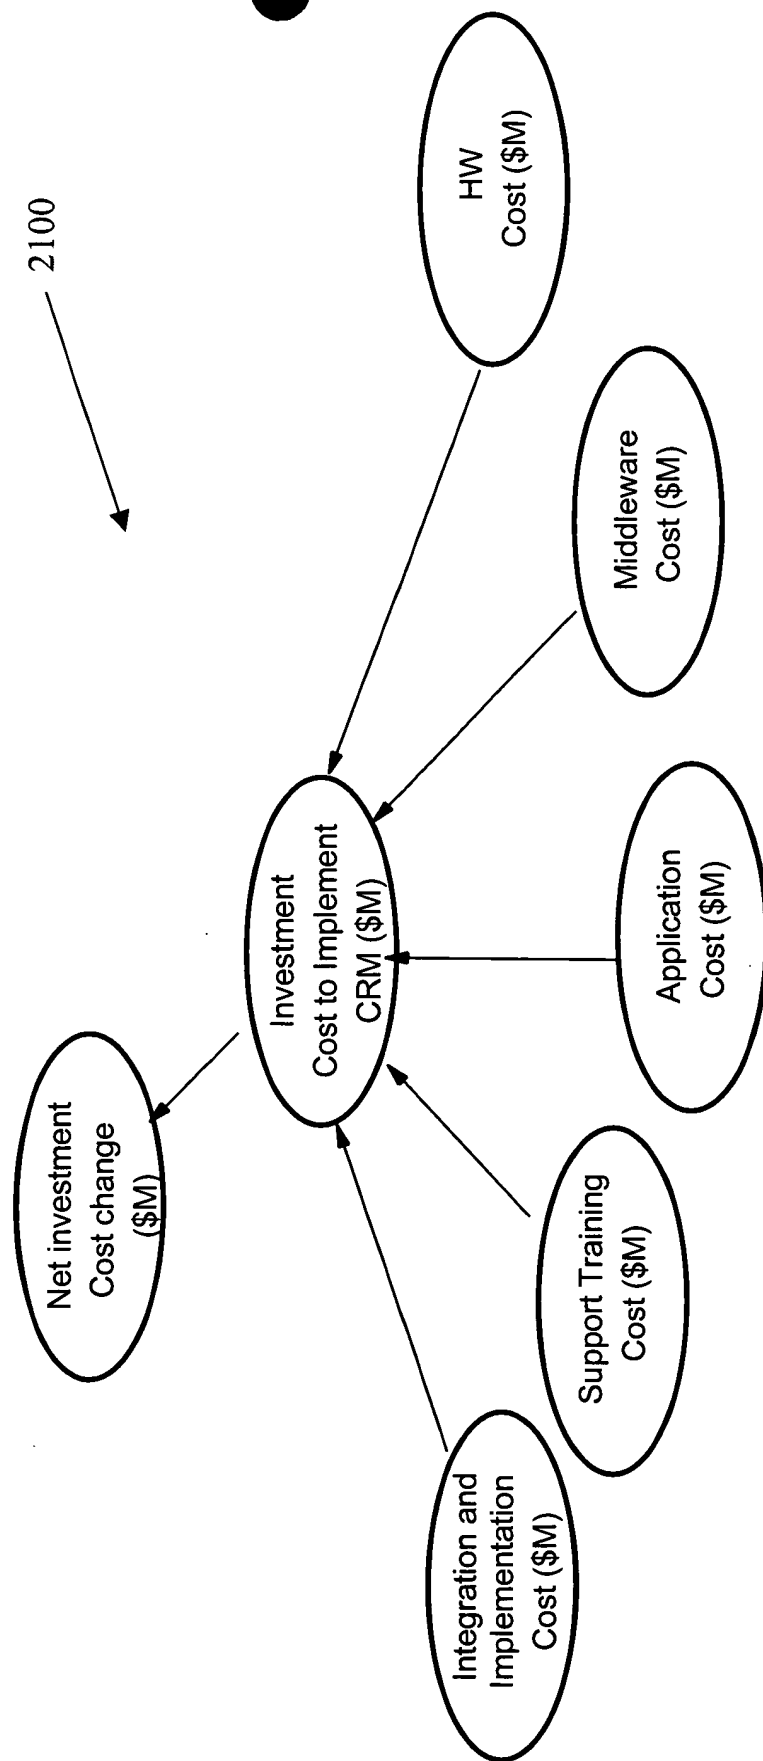 2100
Net investment
Cost change
($M)
Investment
Cost to Implement
CRM ($M)
Integration and
Implementation
Cost ($M)
Support Training
Cost ($M)
Application
Cost ($M)
Middleware
Cost ($M)
HW
Cost ($M)